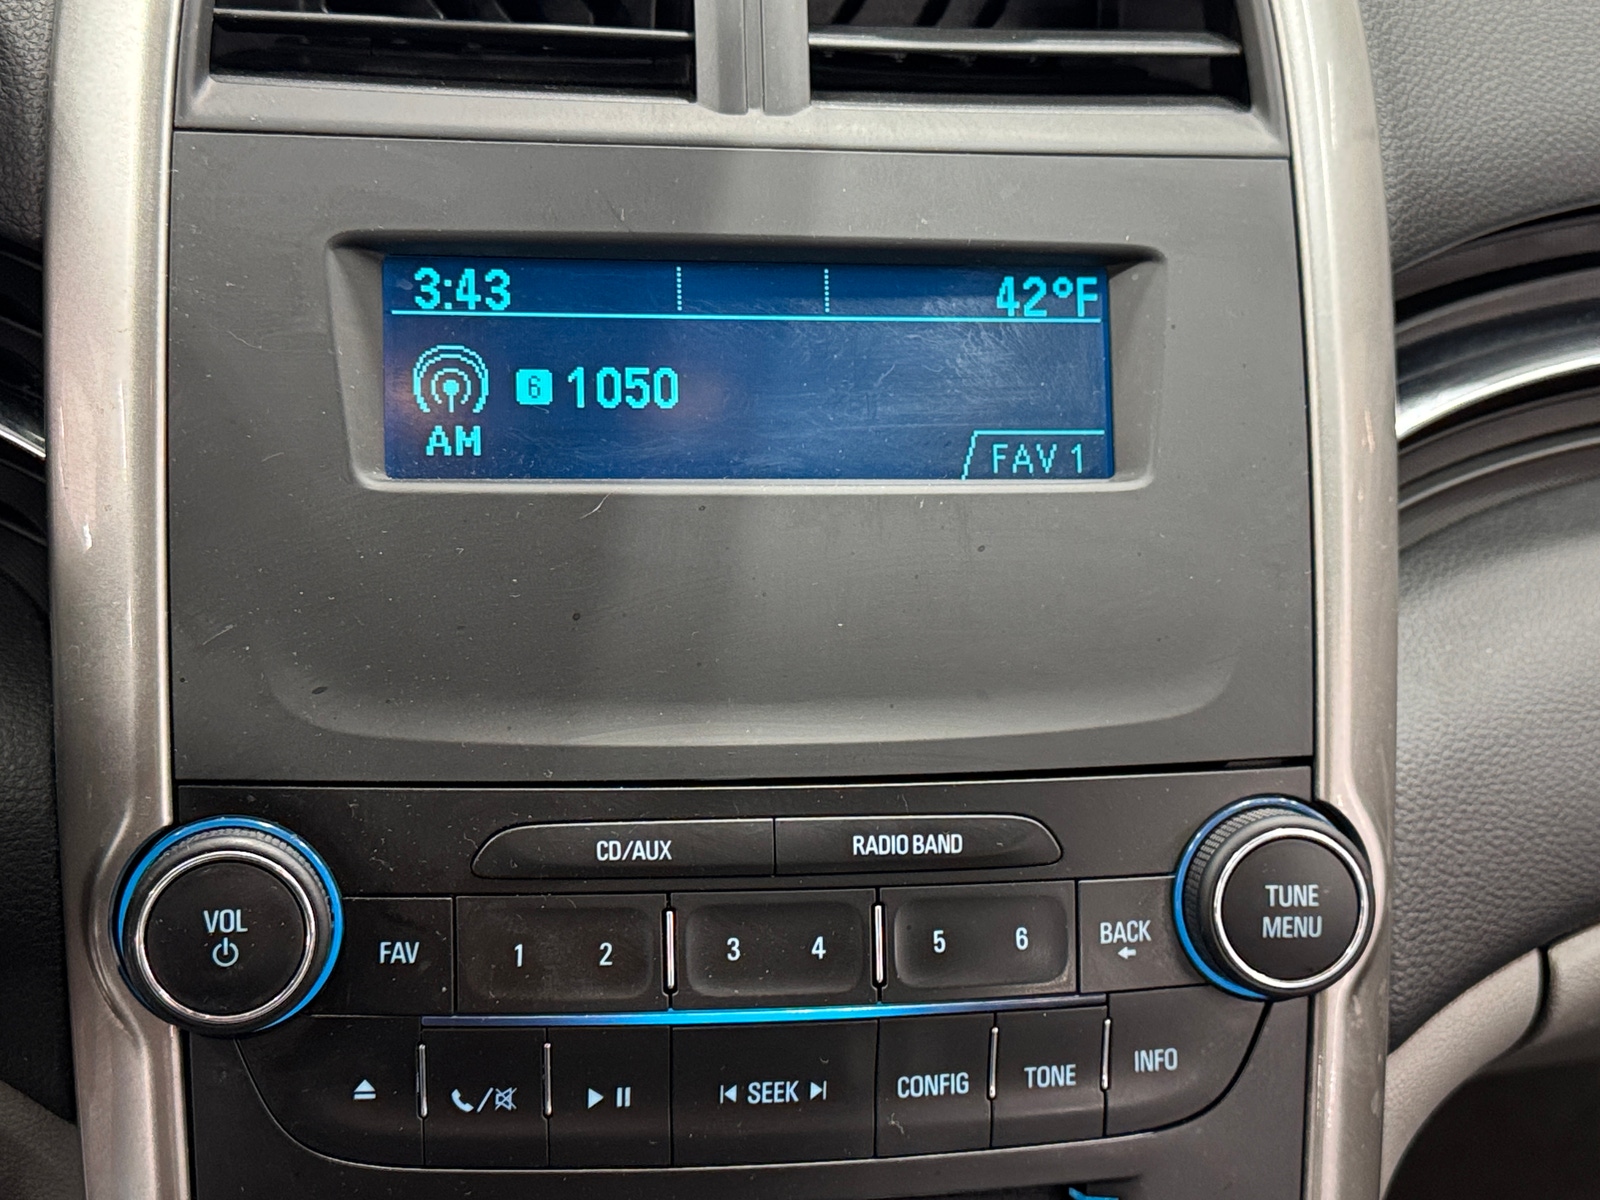 3:43 42°F
6 1050
AM
FAV 1
CD/AUX RADIO BAND
VOL
TUNE
MENU
FAV 1 2 3 4 5 6 BACK
SEEK CONFIG TONE INFO